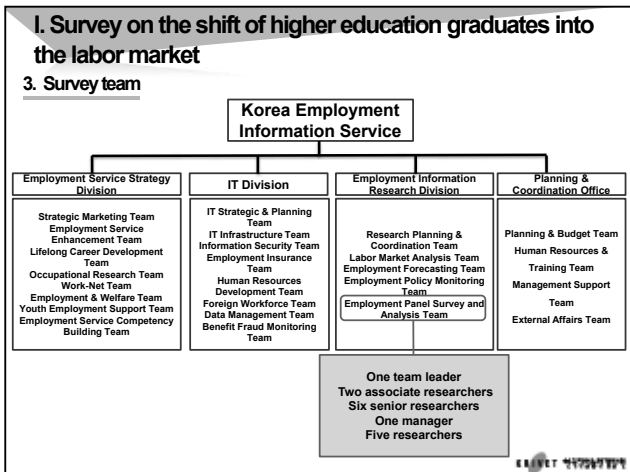 I. Survey on the shift of higher education graduates into
the labor market
3. Survey team
Korea Employment
Information Service
Employment Service Strategy
Division
Strategic Marketing Team
Employment Service
Enhancement Team
Lifelong Career Development
Team
Occupational Research Team
Work-Net Team
Employment & Welfare Team
Youth Employment Support Team
Employment Service Competency
Building Team
IT Division
IT Strategic & Planning
Team
IT Infrastructure Team
Information Security Team
Employment Insurance
Team
Human Resources
Development Team
Foreign Workforce Team
Data Management Team
Benefit Fraud Monitoring
Team
Employment Information
Research Division
Research Planning &
Coordination Team
Labor Market Analysis Team
Employment Forecasting Team
Employment Policy Monitoring
Team
Employment Panel Survey and
Analysis Team
Planning &
Coordination Office
Planning & Budget Team
Human Resources &
Training Team
Management Support
Team
External Affairs Team
One team leader
Two associate researchers
Six senior researchers
One manager
Five researchers